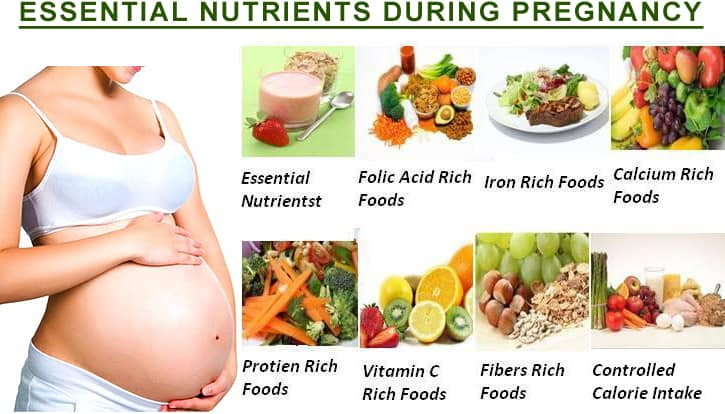 ESSENTIAL NUTRIENTS DURING PREGNANCY
Essential
Nutrientst
Folic Acid Rich
Foods
Iron Rich Foods
Calcium Rich
Foods
Protien Rich
Foods
Vitamin C
Rich Foods
Fibers Rich
Foods
Controlled
Calorie Intake